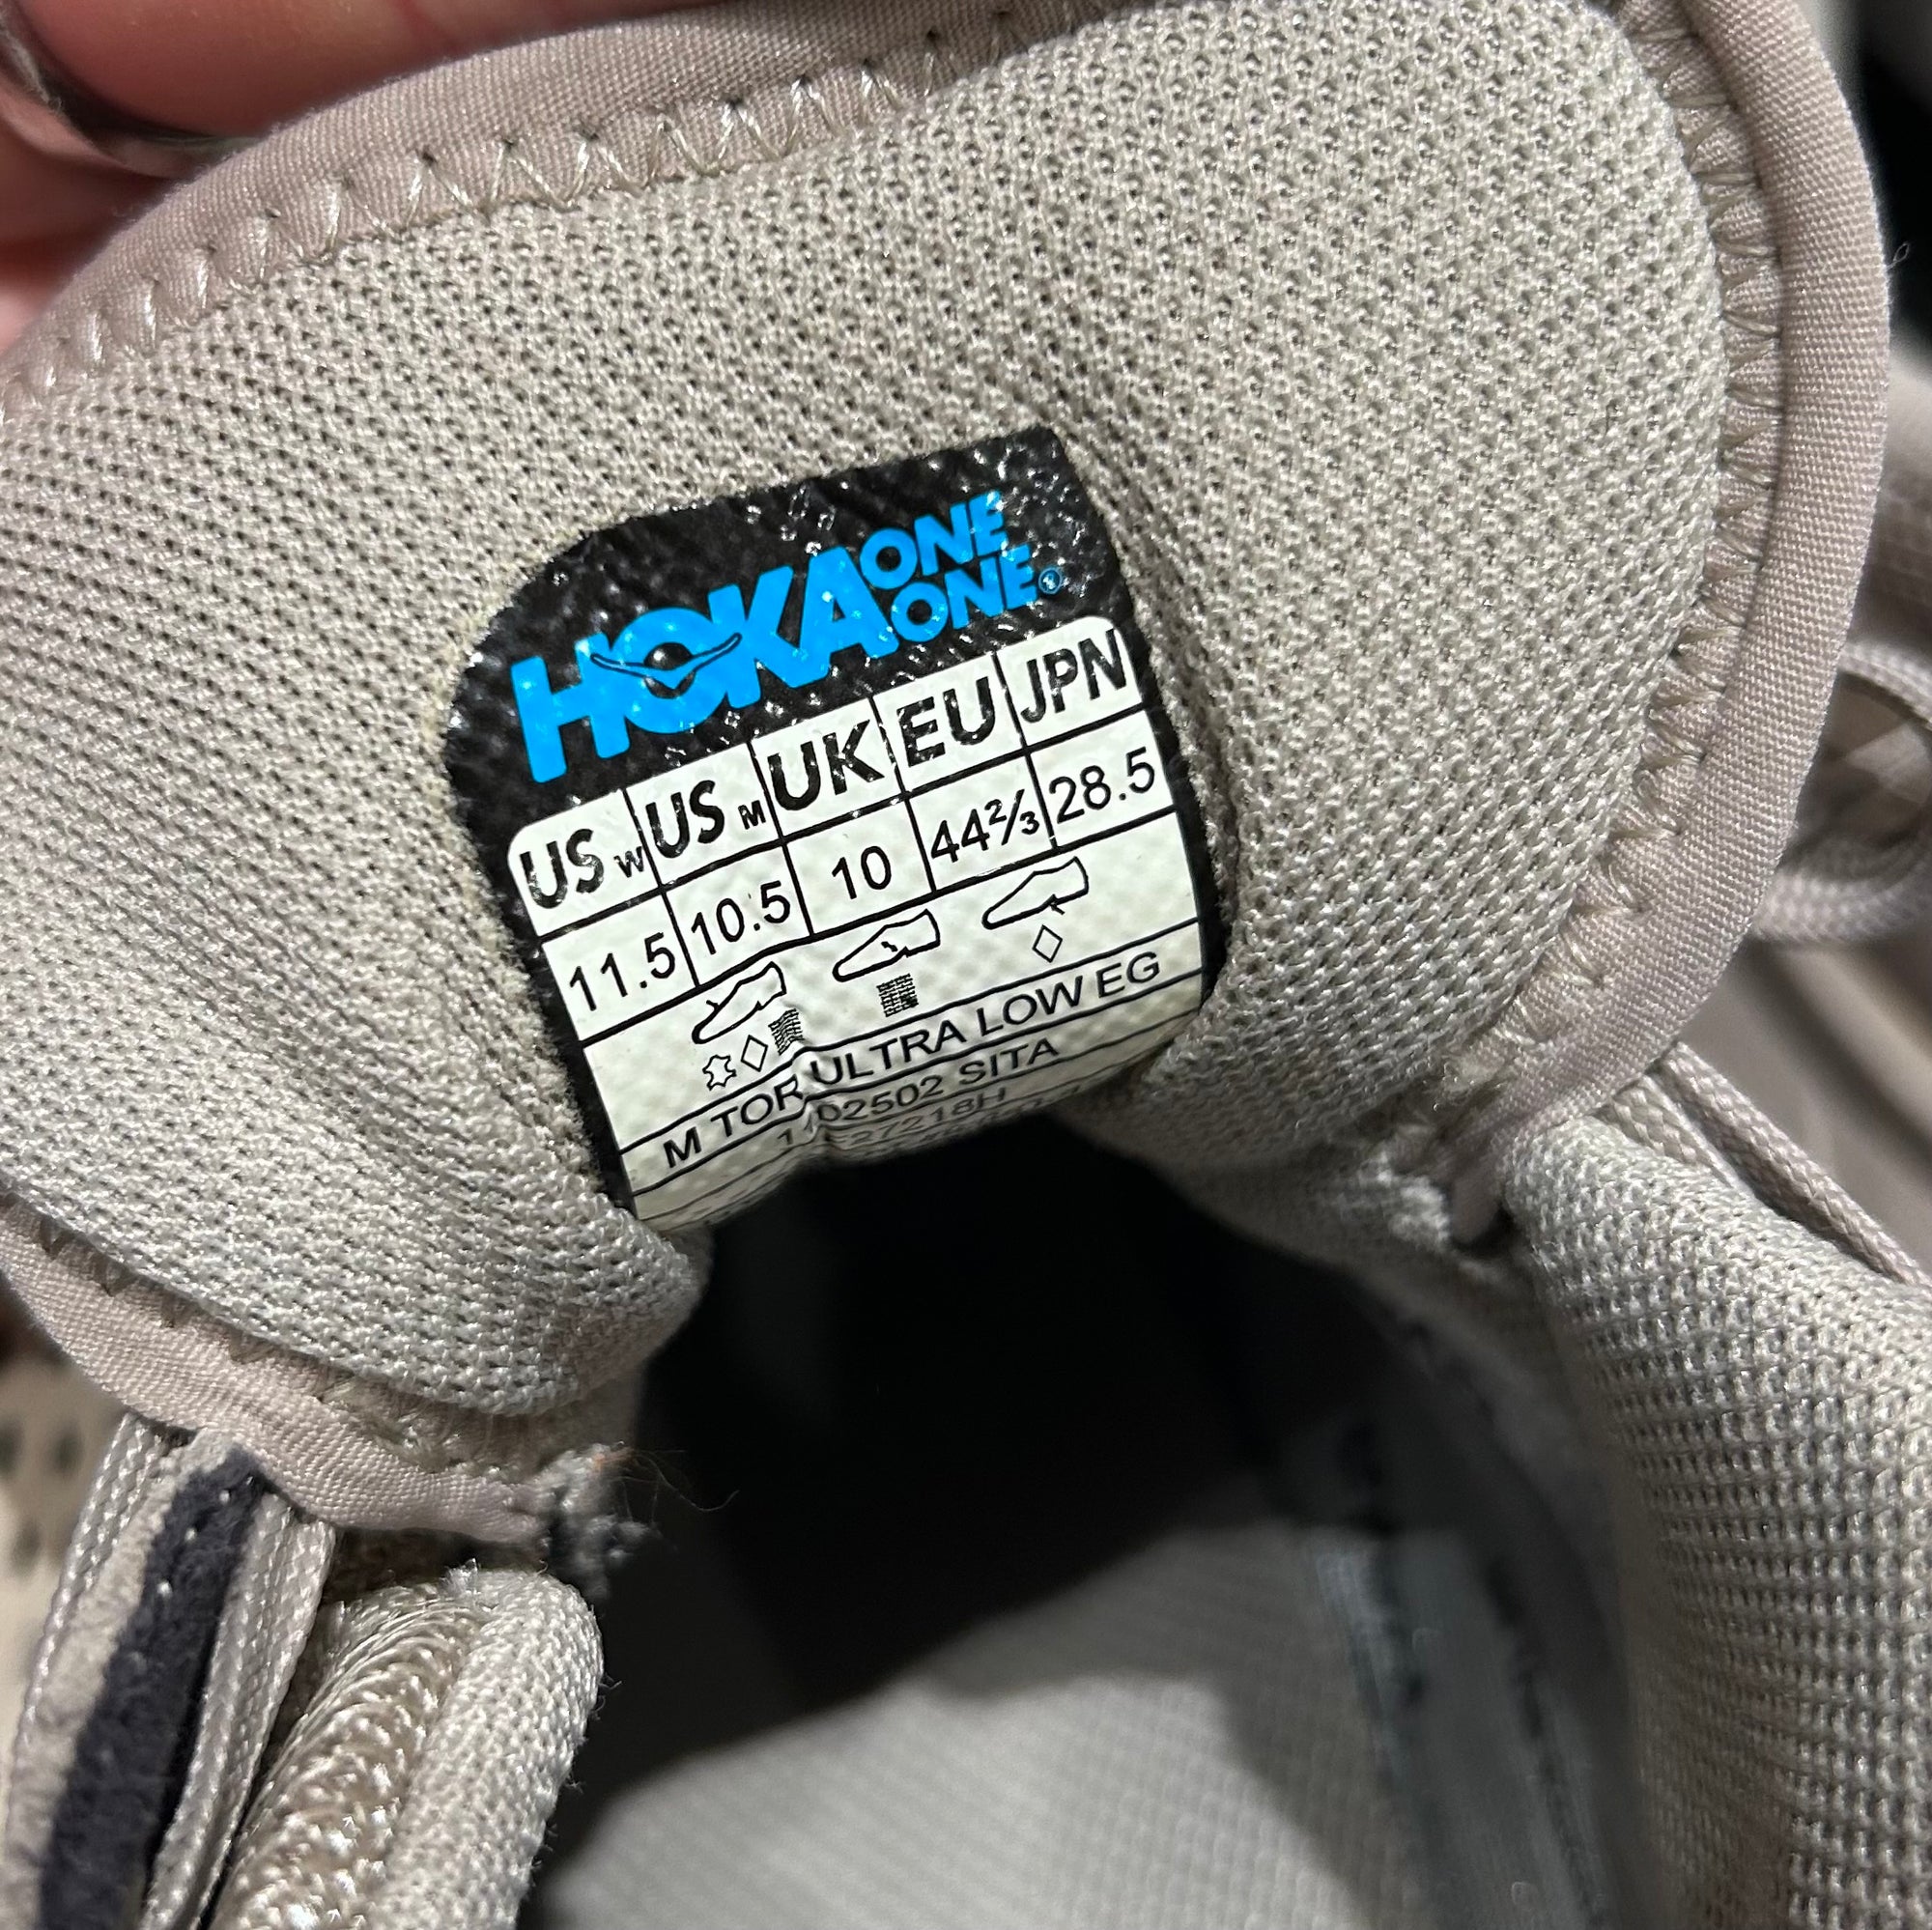 HOKA ONE ONE®
US W US M UK EU JPN
11.5 10.5 10 44⅔ 28.5
M TOR ULTRA LOW EG
1102502 SITA